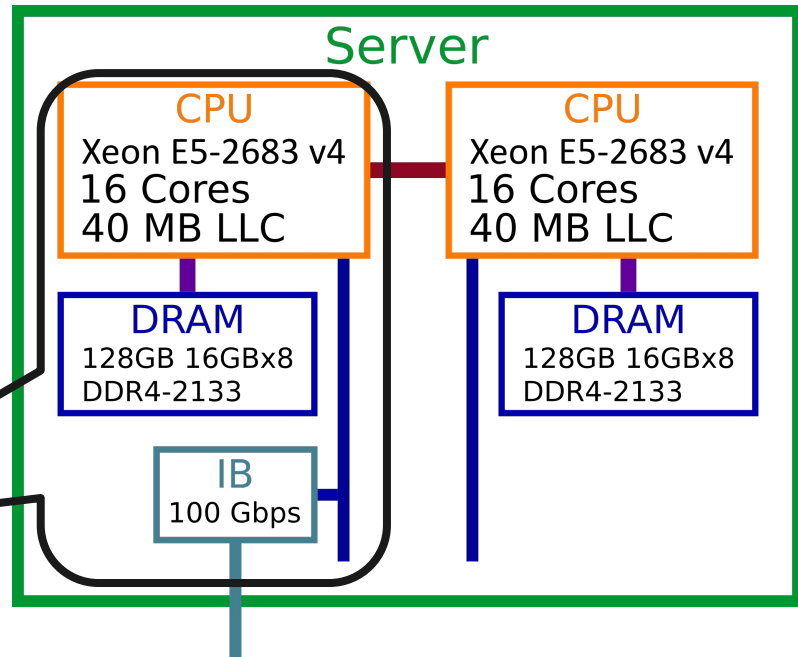 Server
CPU
Xeon E5-2683 v4
16 Cores
40 MB LLC
DRAM
128GB 16GBx8
DDR4-2133
IB
100 Gbps
CPU
Xeon E5-2683 v4
16 Cores
40 MB LLC
DRAM
128GB 16GBx8
DDR4-2133